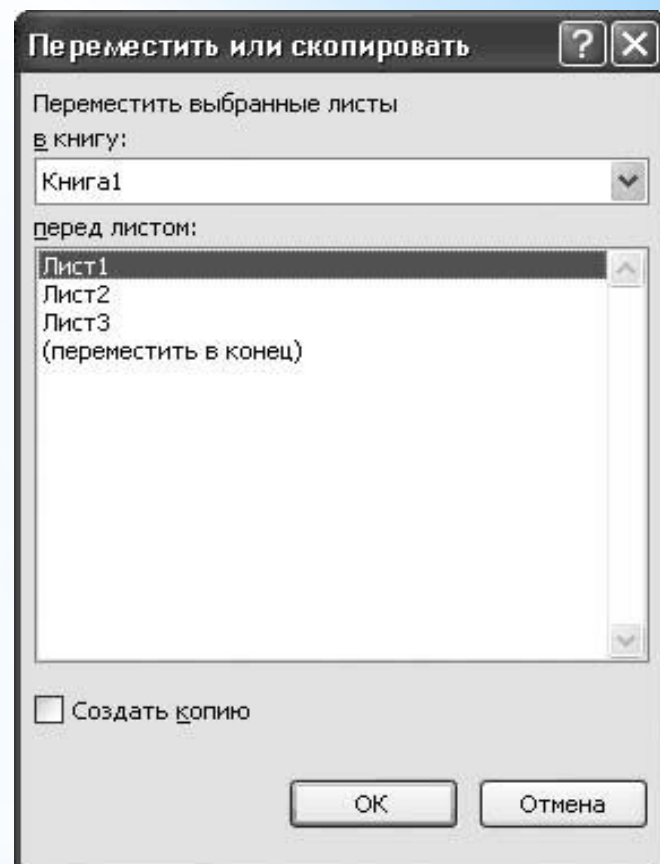 Переместить или скопировать
Переместить выбранные листы
в книгу:
Книга1
перед листом:
Лист1
Лист2
Лист3
(переместить в конец)
Создать копию
ОК
Отмена